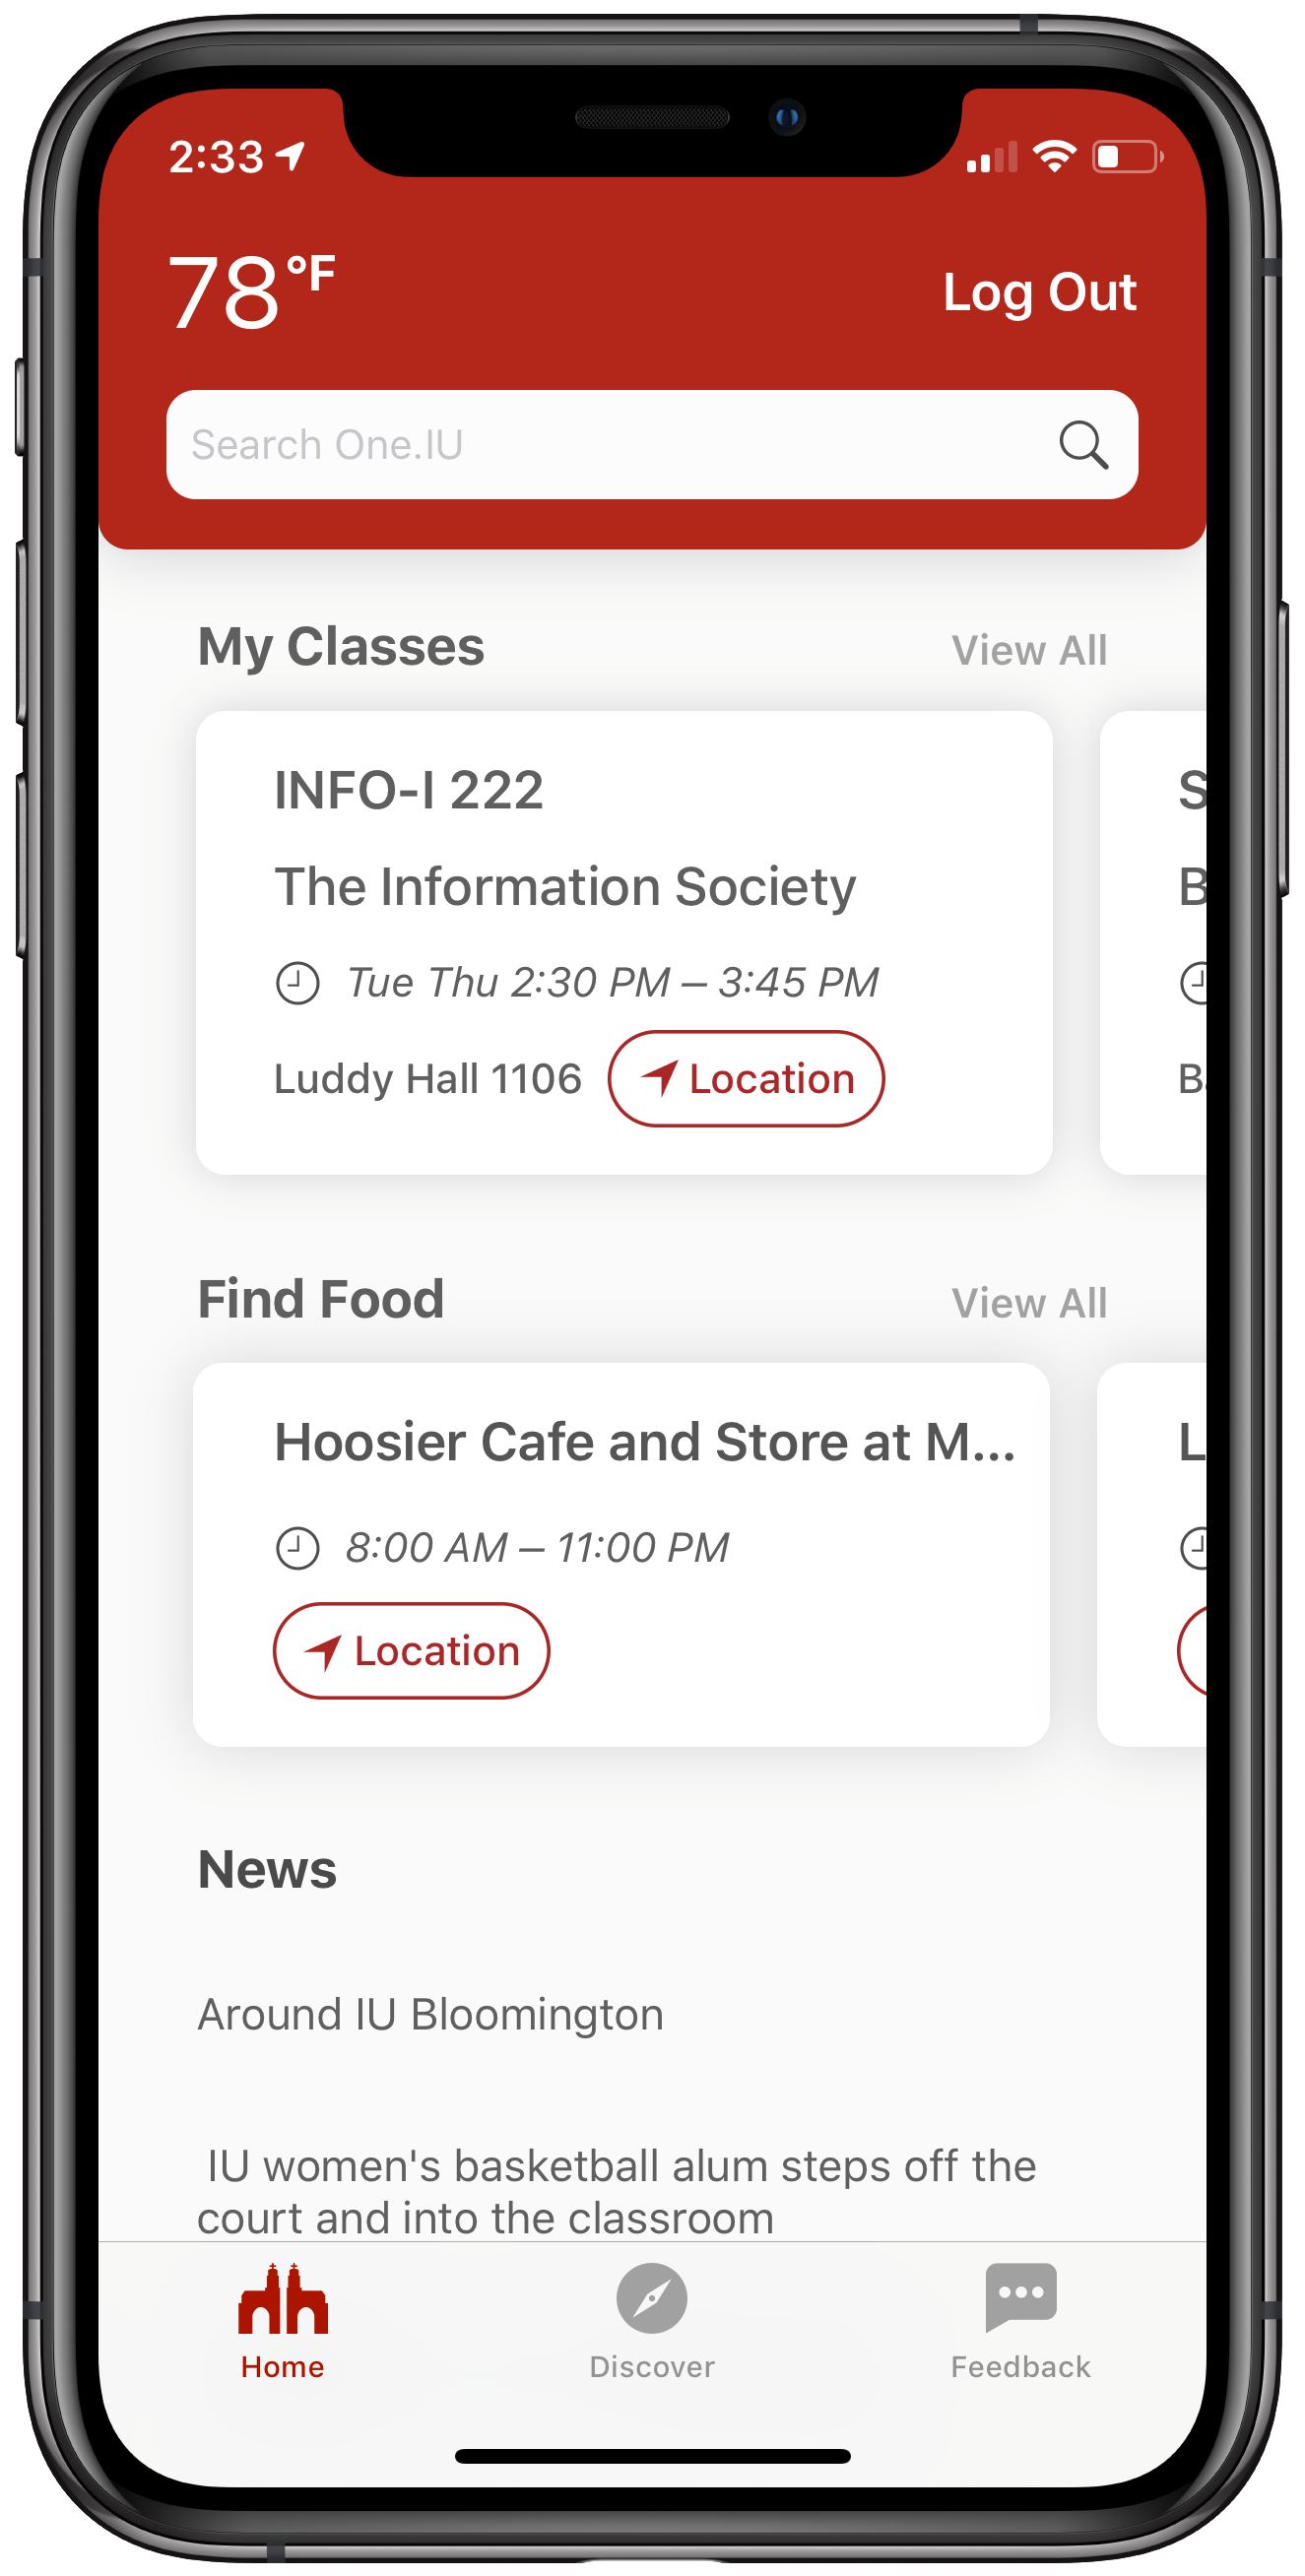 2:33
78 °F
Log Out
Search One.IU
My Classes
View All
INFO-I 222
S
The Information Society
B
Tue Thu 2:30 PM – 3:45 PM
Luddy Hall 1106
Location
Find Food
View All
Hoosier Cafe and Store at M...
L
8:00 AM – 11:00 PM
Location
News
Around IU Bloomington
IU women's basketball alum steps off the
court and into the classroom
Home
Discover
Feedback